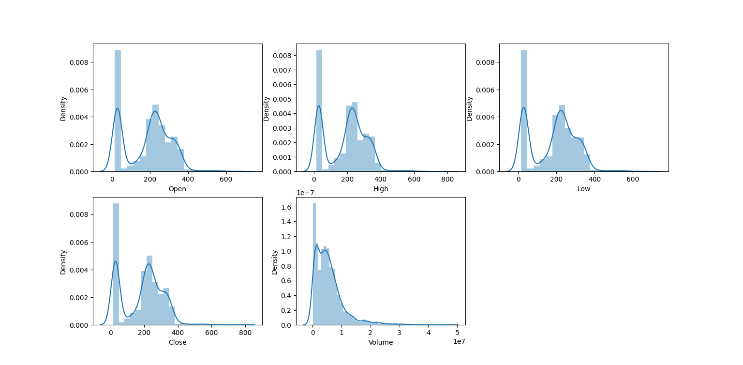 Density
0.008
0.006
0.004
0.002
0.000
0 200 400 600
Open
Density
0.008
0.007
0.006
0.005
0.004
0.003
0.002
0.001
0.000
0 200 400 600 800
High
Density
0.008
0.006
0.004
0.002
0.000
0 200 400 600
Low
Density
0.008
0.006
0.004
0.002
0.000
0 200 400 600 800
Close
1e−7
Density
1.6
1.4
1.2
1.0
0.8
0.6
0.4
0.2
0.0
0 1 2 3 4 5
1e7
Volume